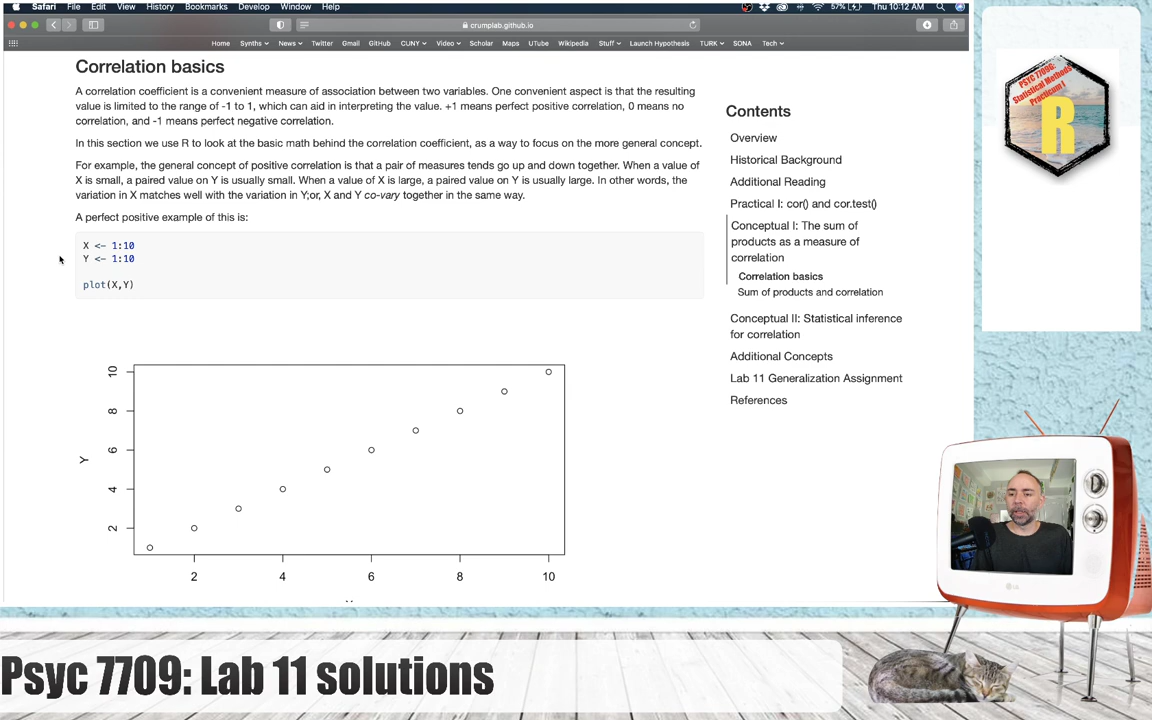 Safari File Edit View History Bookmarks Develop Window Help
57% Thu 10:12 AM
crumplab.github.io
Home Synths News Twitter Gmail GitHub CUNY Video Scholar Maps UTube Wikipedia Stuff Launch Hypothesis TURK SONA Tech
Correlation basics
A correlation coefficient is a convenient measure of association between two variables. One convenient aspect is that the resulting
value is limited to the range of -1 to 1, which can aid in interpreting the value. +1 means perfect positive correlation, 0 means no
correlation, and -1 means perfect negative correlation.
In this section we use R to look at the basic math behind the correlation coefficient, as a way to focus on the more general concept.
For example, the general concept of positive correlation is that a pair of measures tends go up and down together. When a value of
X is small, a paired value on Y is usually small. When a value of X is large, a paired value on Y is usually large. In other words, the
variation in X matches well with the variation in Y;or, X and Y co-vary together in the same way.
A perfect positive example of this is:
X <- 1:10
Y <- 1:10
plot(X,Y)
10
8
6
4
2
Y
2 4 6 8 10
Contents
Overview
Historical Background
Additional Reading
Practical I: cor() and cor.test()
Conceptual I: The sum of
products as a measure of
correlation
Correlation basics
Sum of products and correlation
Conceptual II: Statistical inference
for correlation
Additional Concepts
Lab 11 Generalization Assignment
References
PSYC 7709G:
Statistical Methods
Practicum I
R
LG
Psyc 7709: Lab 11 solutions